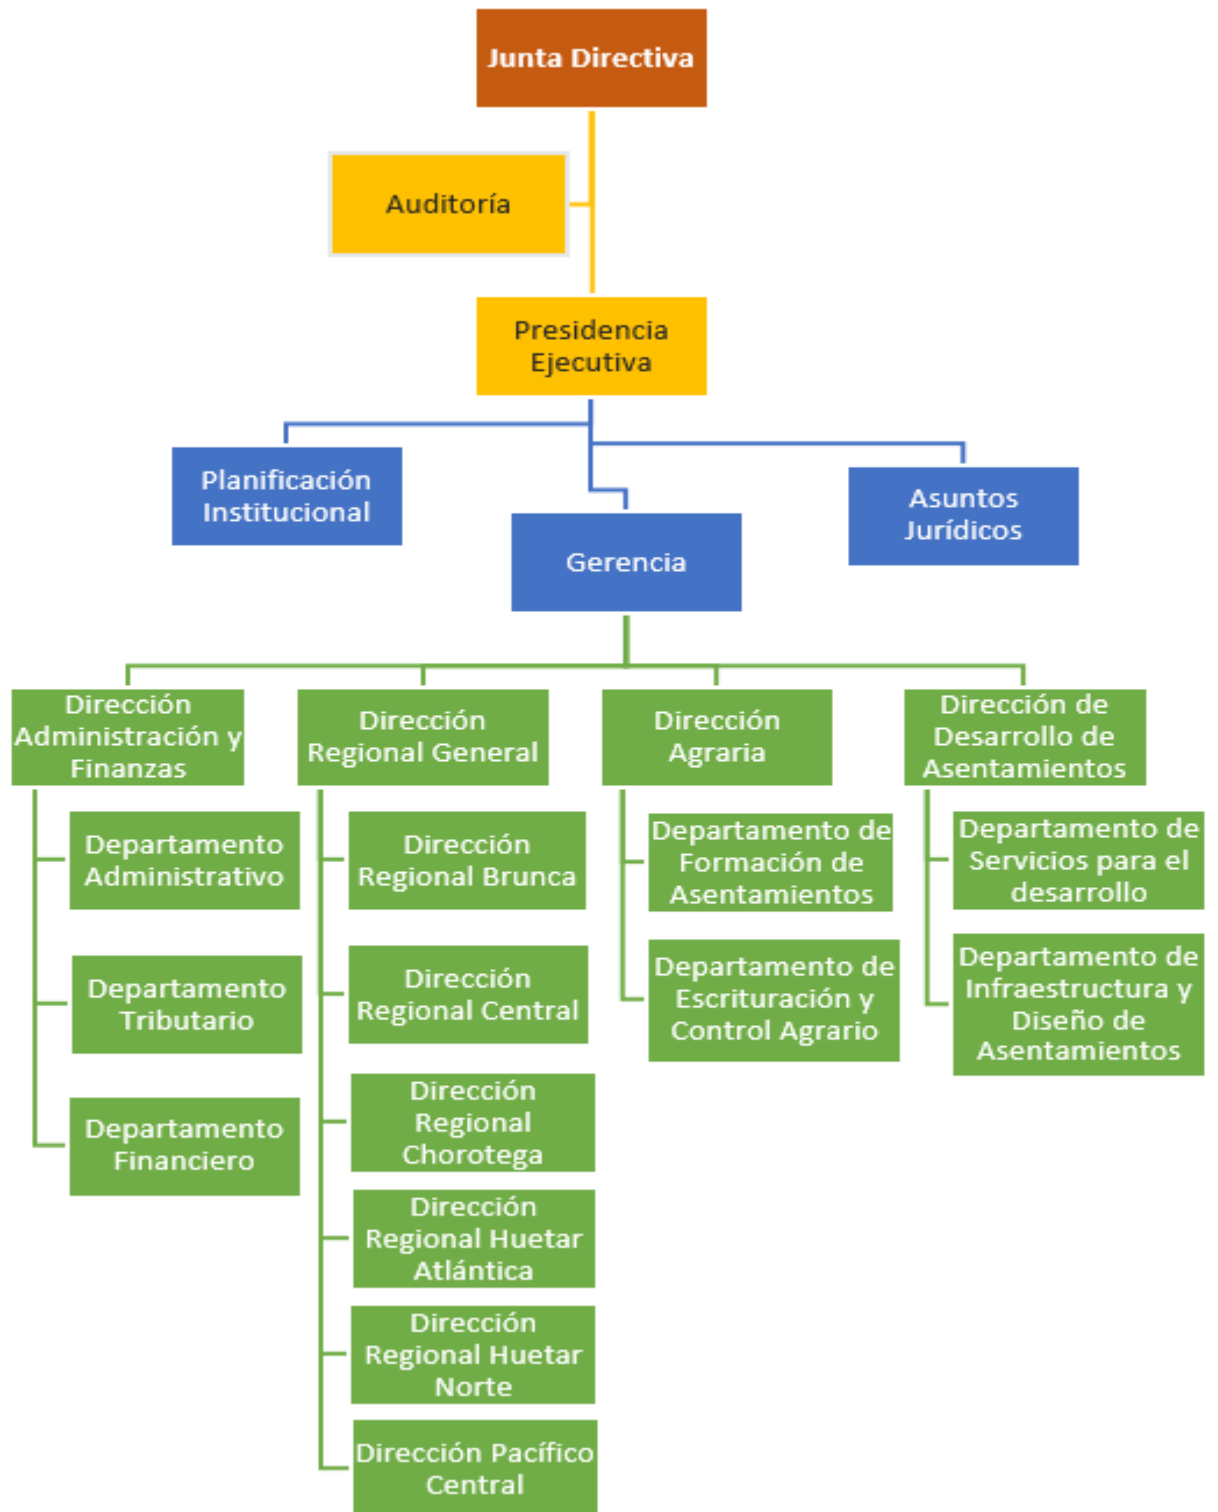 Junta Directiva
Auditoría
Presidencia
Ejecutiva
Planificación
Institucional
Gerencia
Asuntos
Jurídicos
Dirección
Administración y
Finanzas
Departamento
Administrativo
Departamento
Tributario
Departamento
Financiero
Dirección
Regional General
Dirección
Regional Brunca
Dirección
Regional Central
Dirección
Regional
Chorotega
Dirección
Regional Huetar
Atlántica
Dirección
Regional Huetar
Norte
Dirección Pacífico
Central
Dirección
Agraria
Departamento de
Formación de
Asentamientos
Departamento de
Escrituración y
Control Agrario
Dirección de
Desarrollo de
Asentamientos
Departamento de
Servicios para el
desarrollo
Departamento de
Infraestructura y
Diseño de
Asentamientos